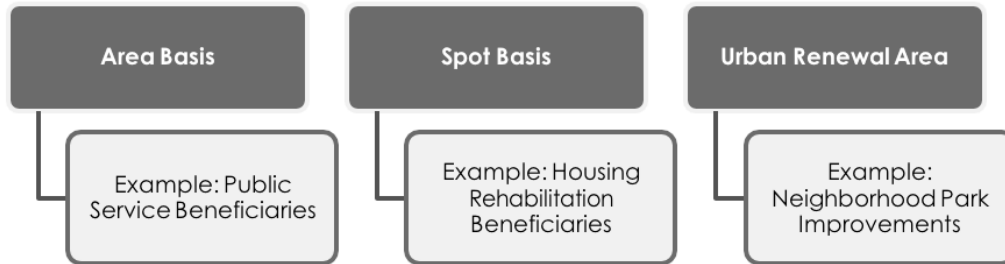 Area Basis
Example: Public
Service Beneficiaries
Spot Basis
Example: Housing
Rehabilitation
Beneficiaries
Urban Renewal Area
Example:
Neighborhood Park
Improvements